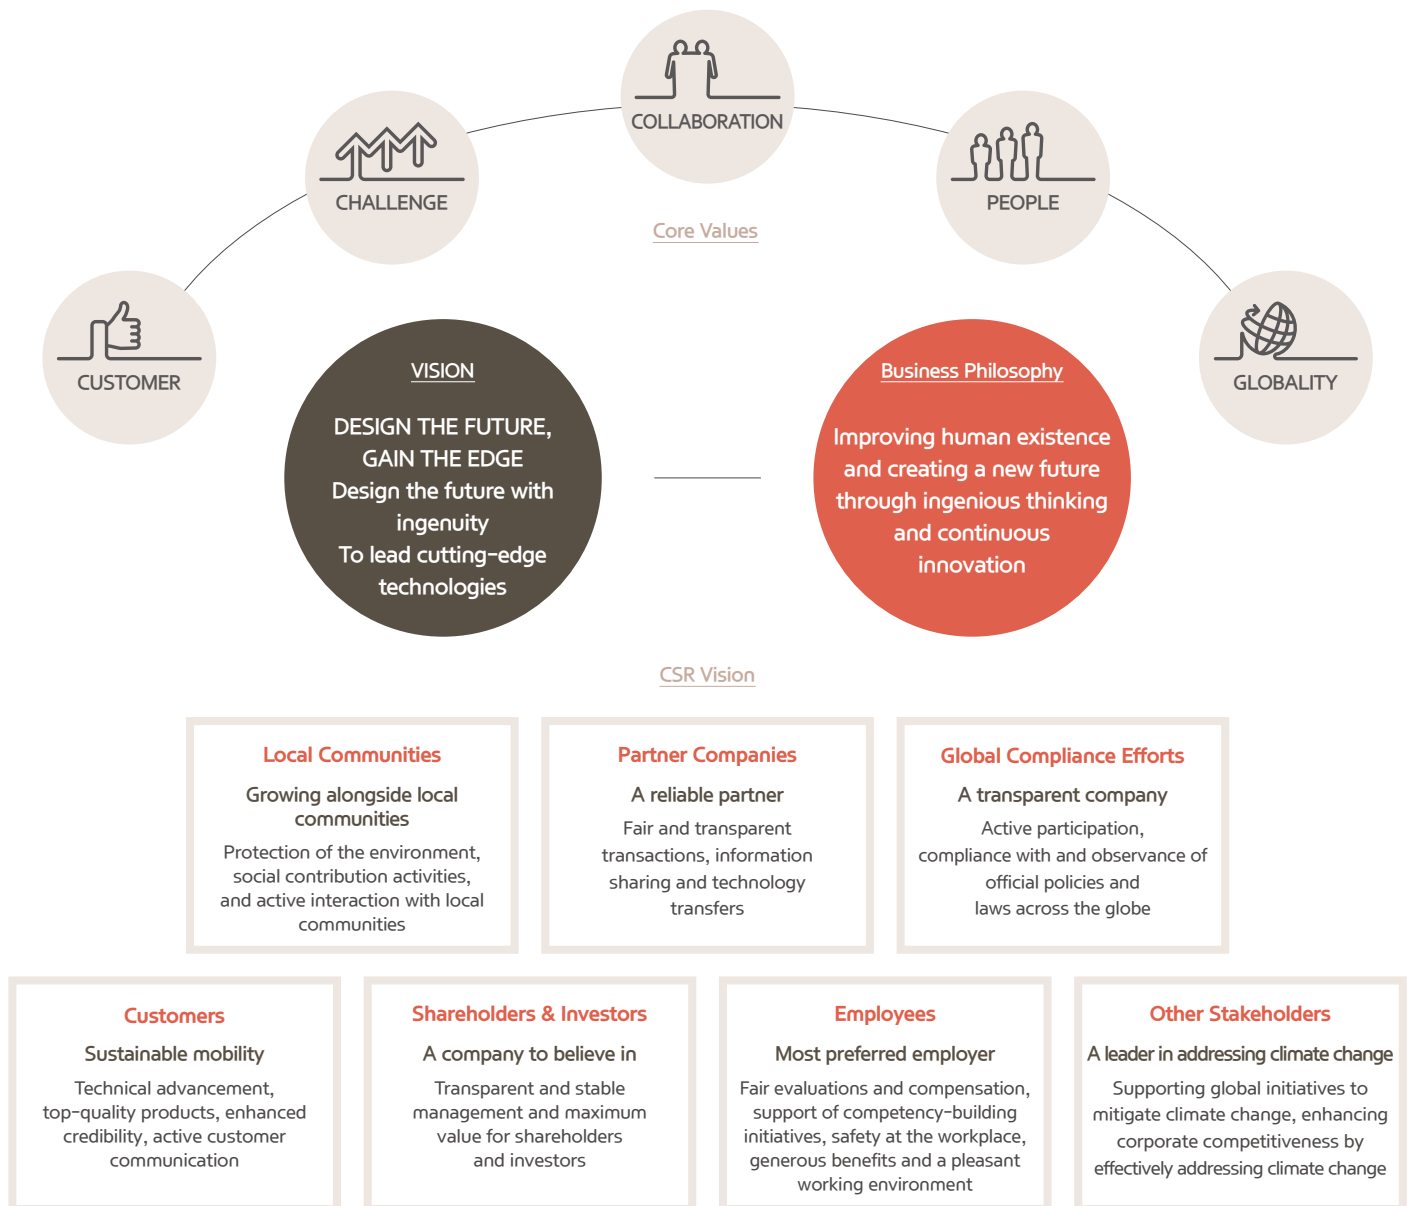 COLLABORATION
CHALLENGE
PEOPLE
Core Values
CUSTOMER
GLOBALITY
VISION
DESIGN THE FUTURE,
GAIN THE EDGE
Design the future with
ingenuity
To lead cutting-edge
technologies
Business Philosophy
Improving human existence
and creating a new future
through ingenious thinking
and continuous
innovation
CSR Vision
Local Communities
Growing alongside local
communities
Protection of the environment,
social contribution activities,
and active interaction with local
communities
Partner Companies
A reliable partner
Fair and transparent
transactions, information
sharing and technology
transfers
Global Compliance Efforts
A transparent company
Active participation,
compliance with and observance of
official policies and
laws across the globe
Customers
Sustainable mobility
Technical advancement,
top-quality products, enhanced
credibility, active customer
communication
Shareholders & Investors
A company to believe in
Transparent and stable
management and maximum
value for shareholders
and investors
Employees
Most preferred employer
Fair evaluations and compensation,
support of competency-building
initiatives, safety at the workplace,
generous benefits and a pleasant
working environment
Other Stakeholders
A leader in addressing climate change
Supporting global initiatives to
mitigate climate change, enhancing
corporate competitiveness by
effectively addressing climate change